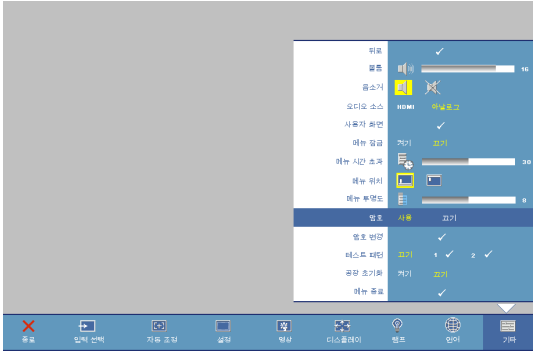 뒤로
볼륨 16
음소거
오디오 소스 HDMI 아날로그
사용자 화면
메뉴 잠금 켜기 끄기
메뉴 시간 초과 30
메뉴 위치
메뉴 투명도 9
암호 사용 끄기
암호 변경
테스트 패턴 끄기 1 2
공장 초기화 켜기 끄기
메뉴 종료
종료 입력 선택 자동 조정 설정 영상 디스플레이 램프 언어 기타